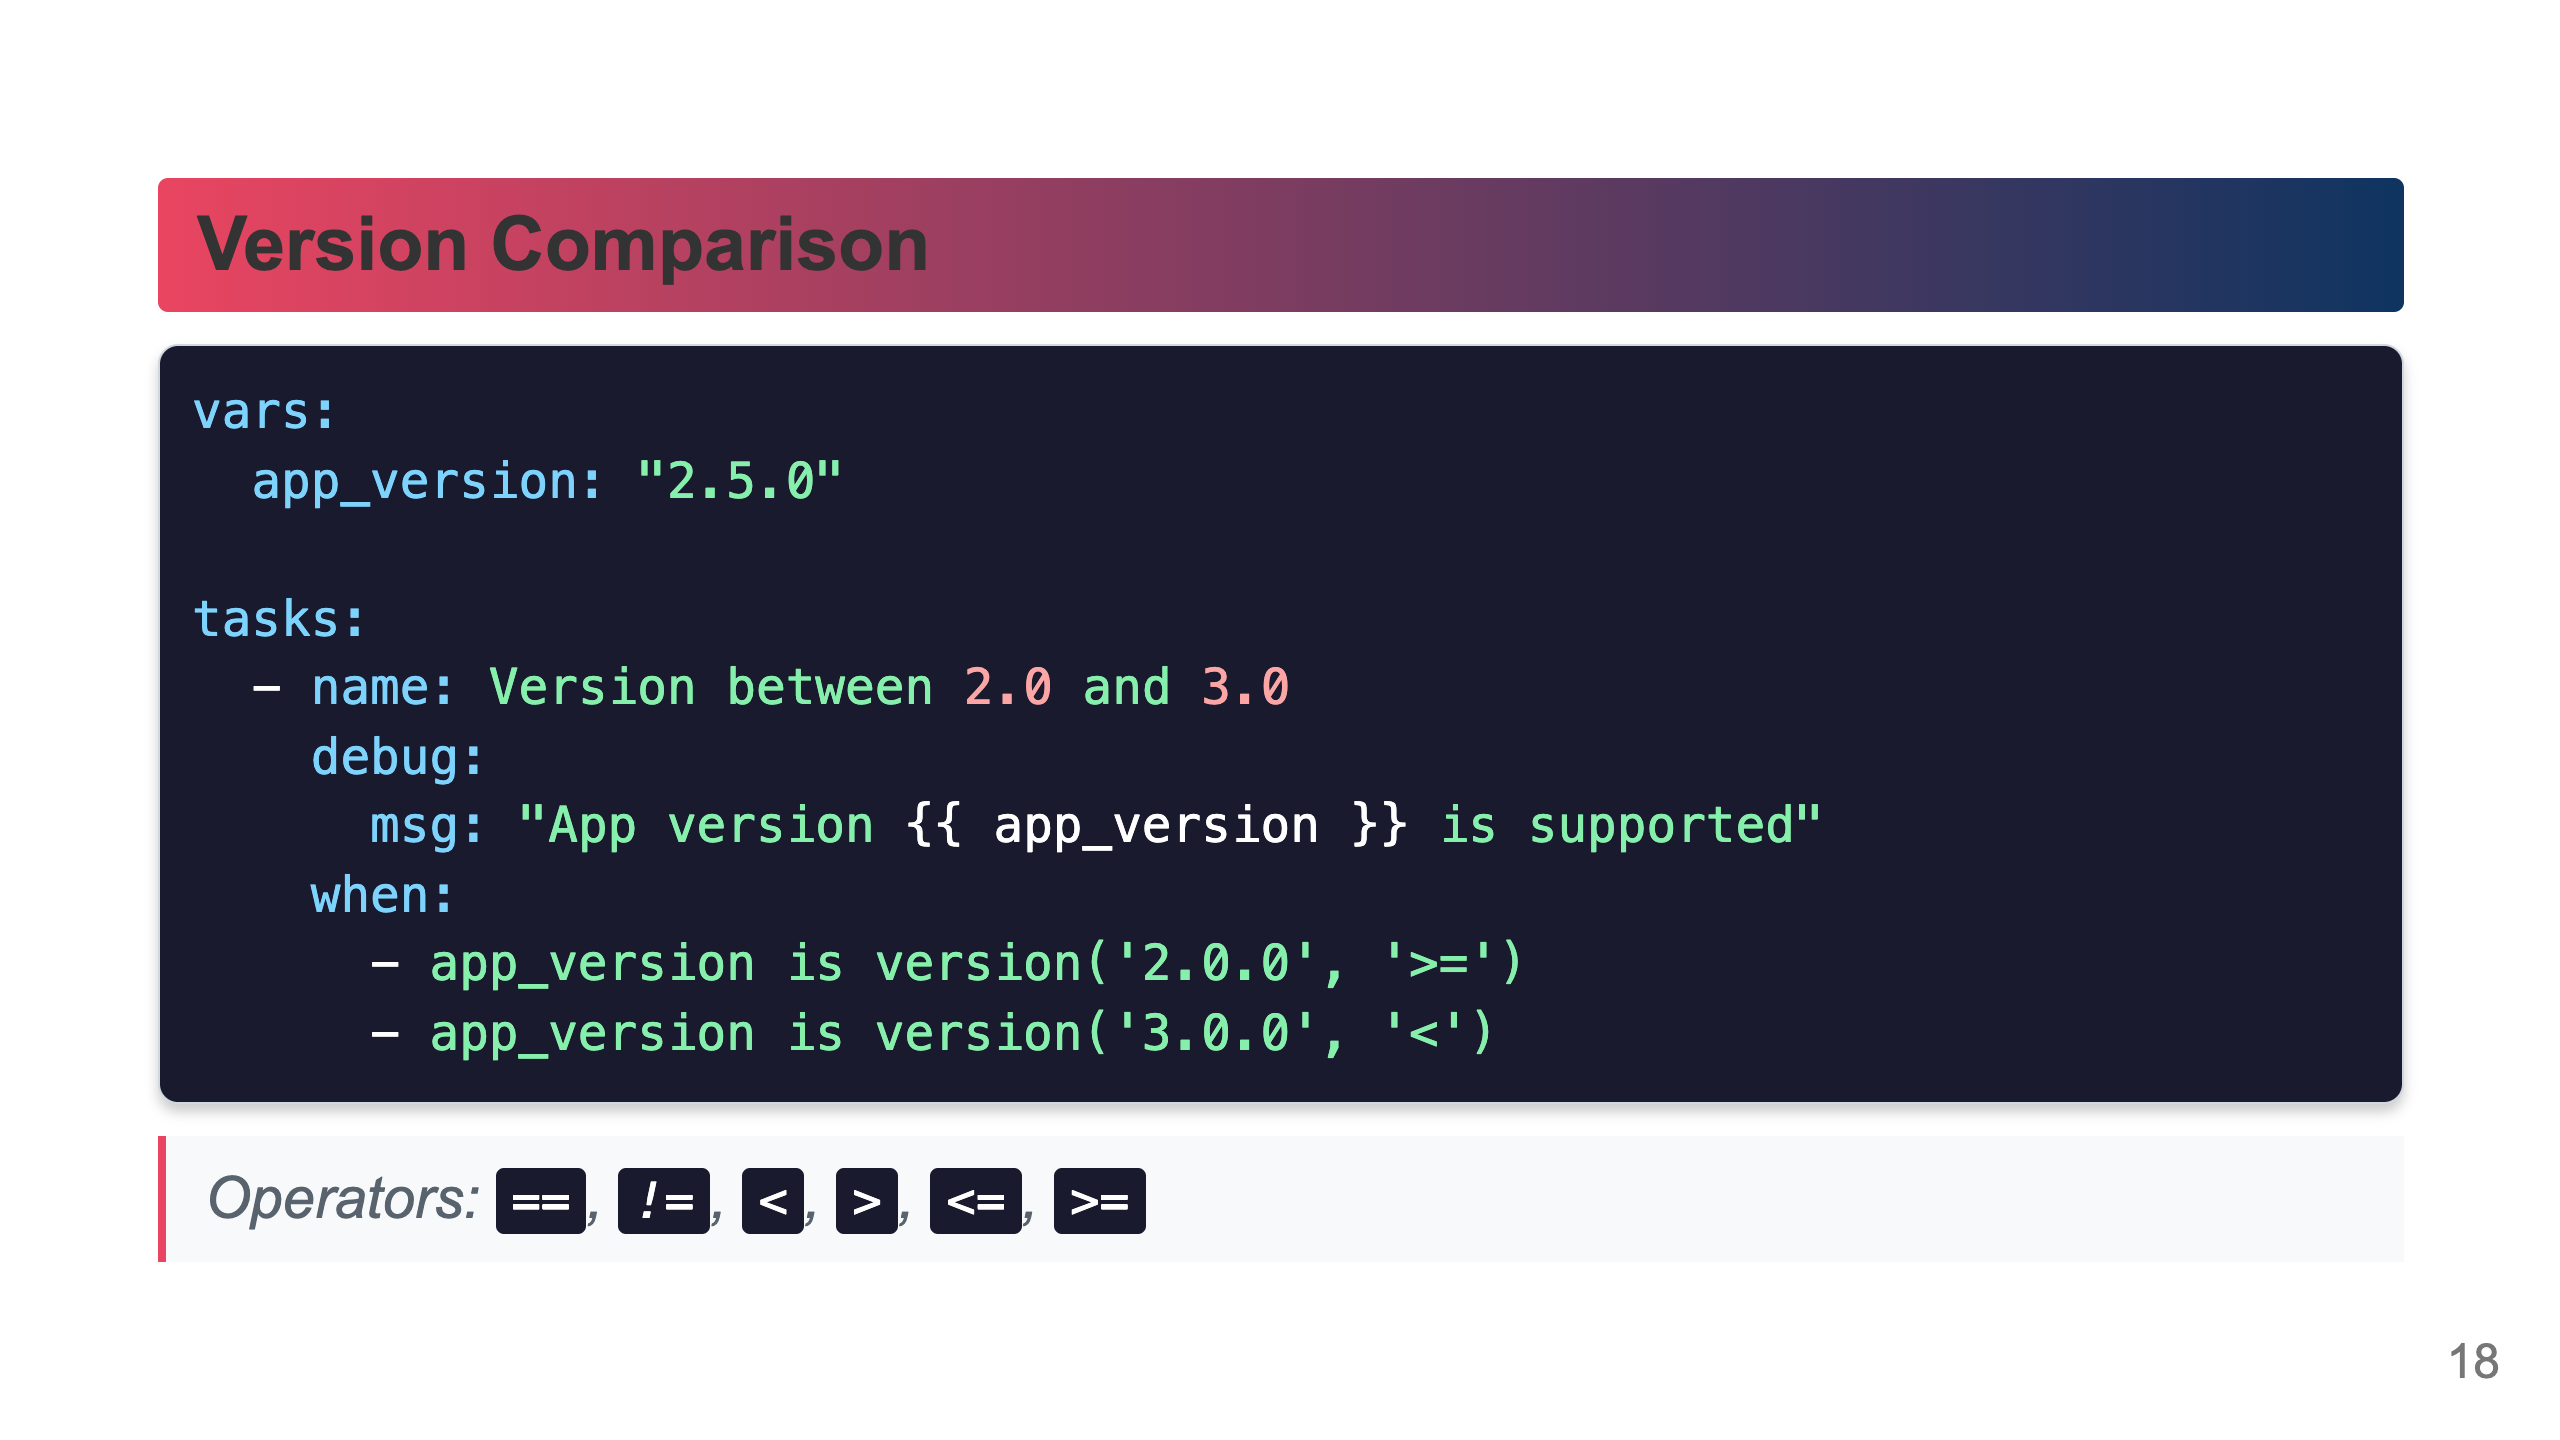 Version Comparison
vars:
  app_version: "2.5.0"

tasks:
  - name: Version between 2.0 and 3.0
    debug:
      msg: "App version {{ app_version }} is supported"
    when:
      - app_version is version('2.0.0', '>=')
      - app_version is version('3.0.0', '<')
Operators: ==, !=, <, >, <=, >=
18